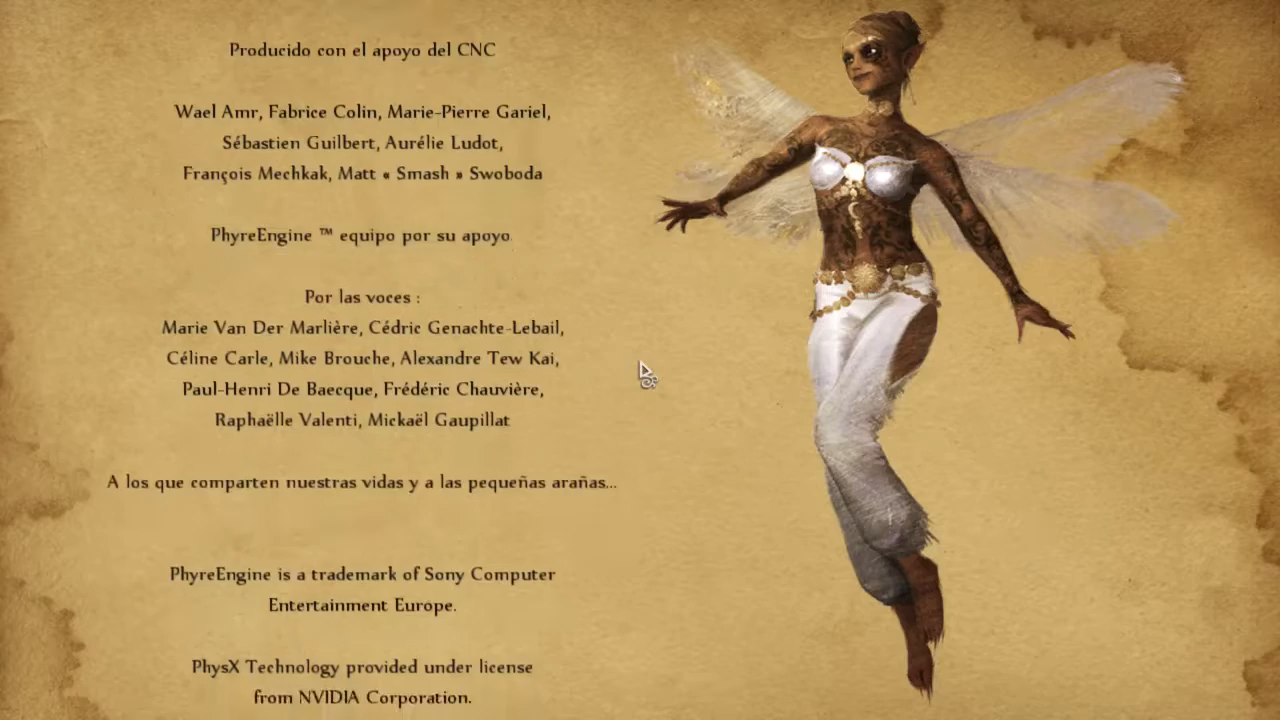 Producido con el apoyo del CNC
Wael Amr, Fabrice Colin, Marie-Pierre Gariel,
Sébastien Guilbert, Aurélie Ludot,
François Mechkak, Matt « Smash » Swoboda
PhyreEngine ™ equipo por su apoyo
Por las voces :
Marie Van Der Marlière, Cédric Genachte-Lebail,
Céline Carle, Mike Brouche, Alexandre Tew Kai,
Paul-Henri De Baecque, Frédéric Chauvière,
Raphaëlle Valenti, Mickaël Gaupillat
A los que comparten nuestras vidas y a las pequeñas arañas...
PhyreEngine is a trademark of Sony Computer
Entertainment Europe.
PhysX Technology provided under license
from NVIDIA Corporation.